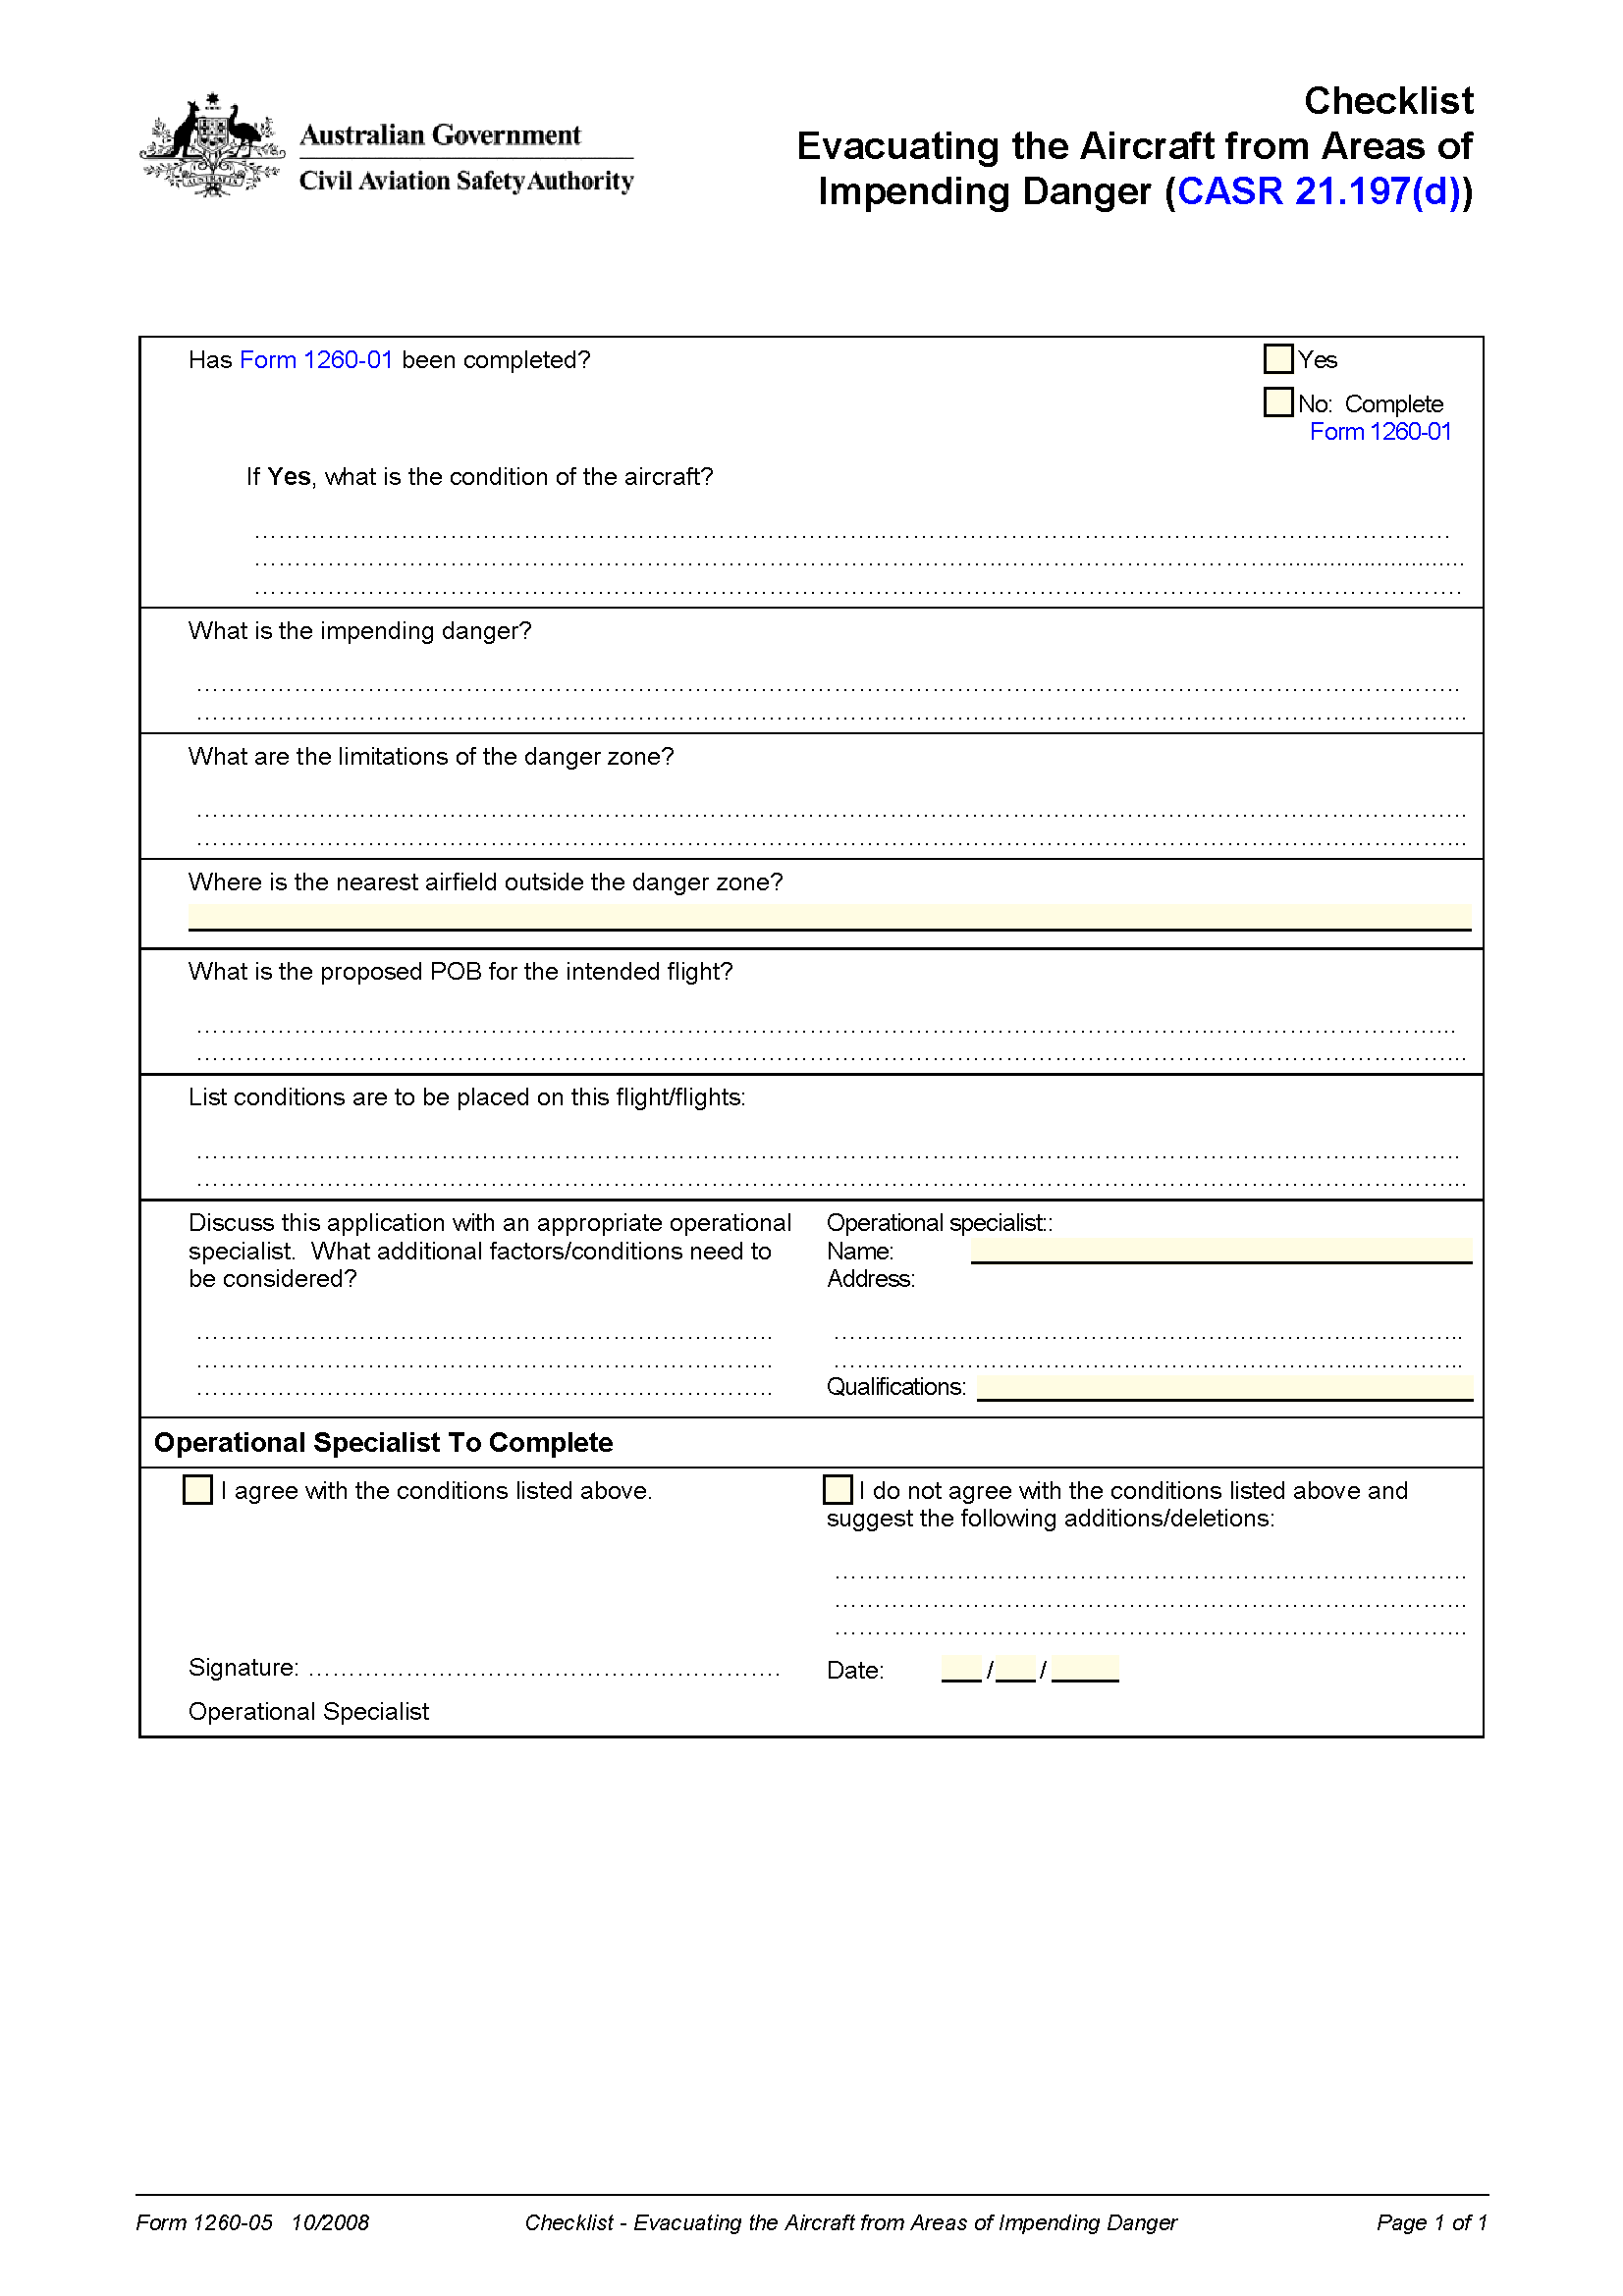 Australian Government
Civil Aviation Safety Authority
Checklist
Evacuating the Aircraft from Areas of
Impending Danger (CASR 21.197(d))
Has Form 1260-01 been completed?
Yes
No:  Complete
Form 1260-01
If Yes, what is the condition of the aircraft?
What is the impending danger?
What are the limitations of the danger zone?
Where is the nearest airfield outside the danger zone?
What is the proposed POB for the intended flight?
List conditions are to be placed on this flight/flights:
Discuss this application with an appropriate operational
specialist.  What additional factors/conditions need to
be considered?
Operational specialist::
Name:
Address:
Qualifications:
Operational Specialist To Complete
I agree with the conditions listed above.
I do not agree with the conditions listed above and
suggest the following additions/deletions:
Signature: ..........................................................
Date: / /
Operational Specialist
Form 1260-05   10/2008
Checklist - Evacuating the Aircraft from Areas of Impending Danger
Page 1 of 1